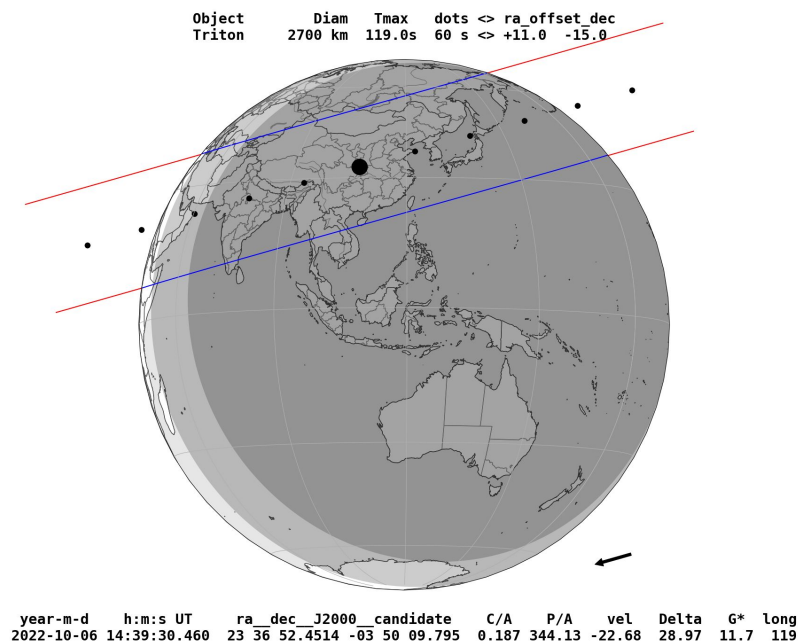 Object Diam Tmax dots <> ra_offset_dec
Triton 2700 km 119.0s 60 s <> +11.0 -15.0
year-m-d h:m:s UT ra__dec__J2000__candidate C/A P/A vel Delta G* long
2022-10-06 14:39:30.460 23 36 52.4514 -03 50 09.795 0.187 344.13 -22.68 28.97 11.7 119